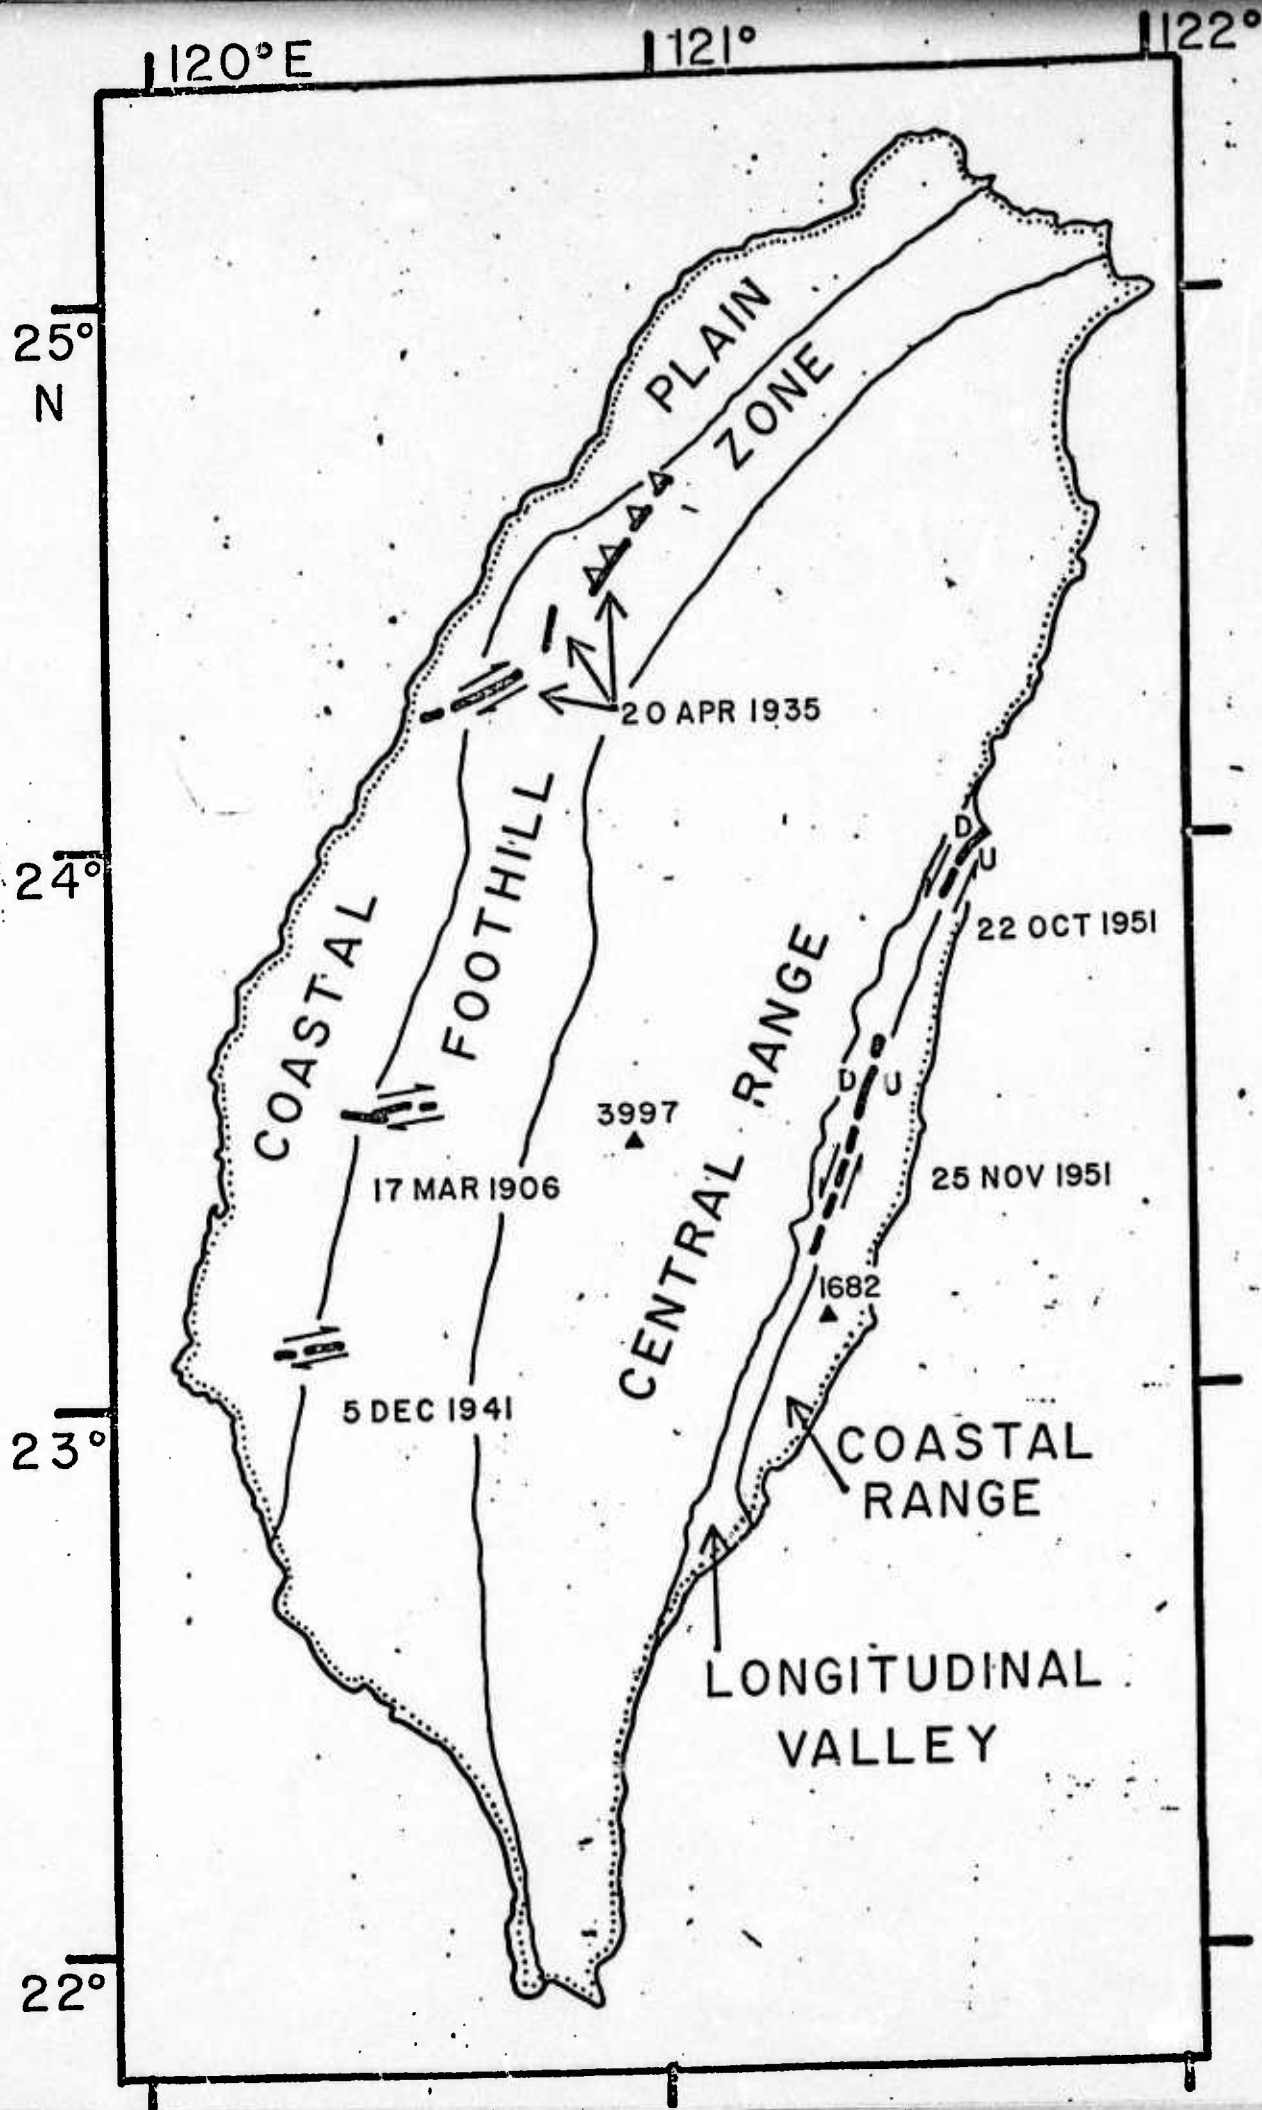 120°E
121°
122°
25°
N
PLAIN
ZONE
20 APR 1935
D
U
24°
22 OCT 1951
COASTAL
FOOTHILL
D U
3997
CENTRAL RANGE
25 NOV 1951
17 MAR 1906
1682
5 DEC 1941
23°
COASTAL
RANGE
LONGITUDINAL
VALLEY
22°